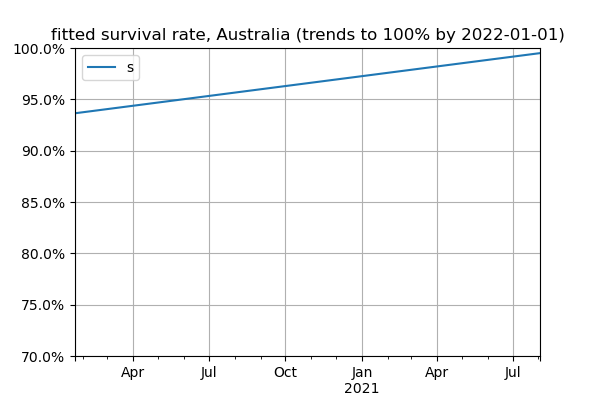 fitted survival rate, Australia (trends to 100% by 2022-01-01)
100.0%
s
95.0%
90.0%
85.0%
80.0%
75.0%
70.0%
Apr Jul Oct Jan Apr Jul
2021